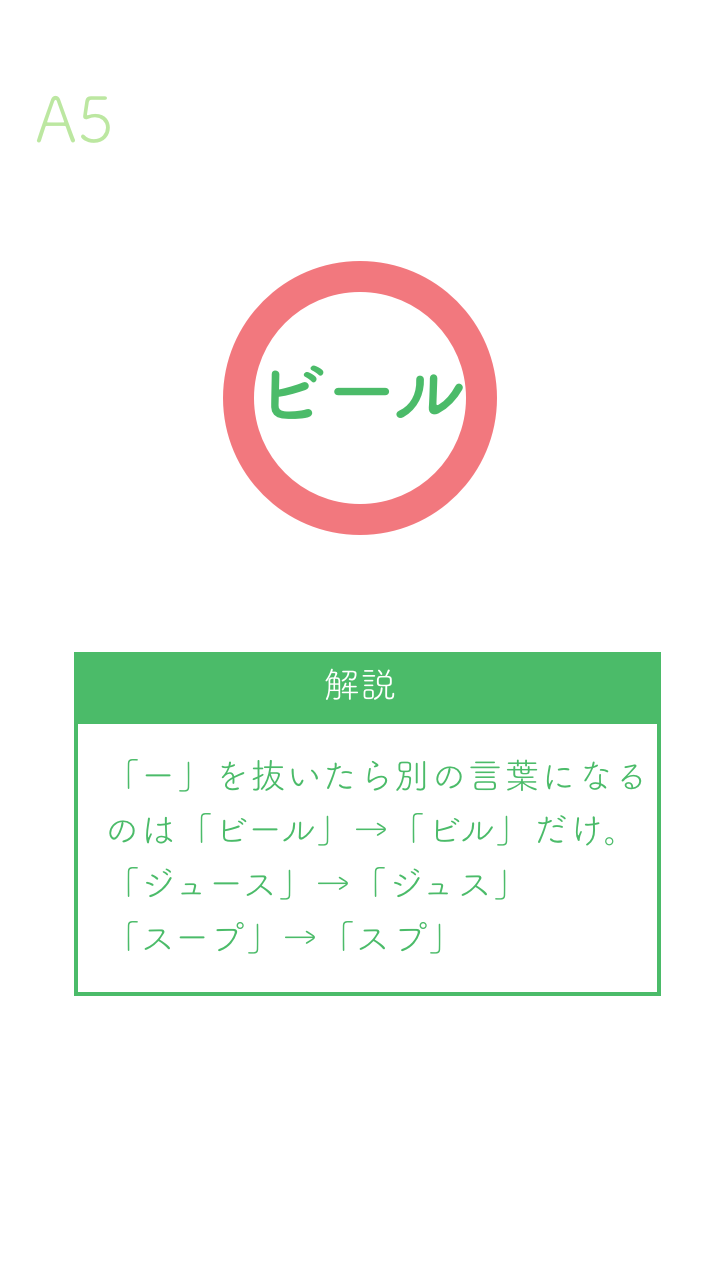 A5
ビール
解説
「ー」を抜いたら別の言葉になる
のは「ビール」→「ビル」だけ。
「ジュース」→「ジュス」
「スープ」→「スプ」